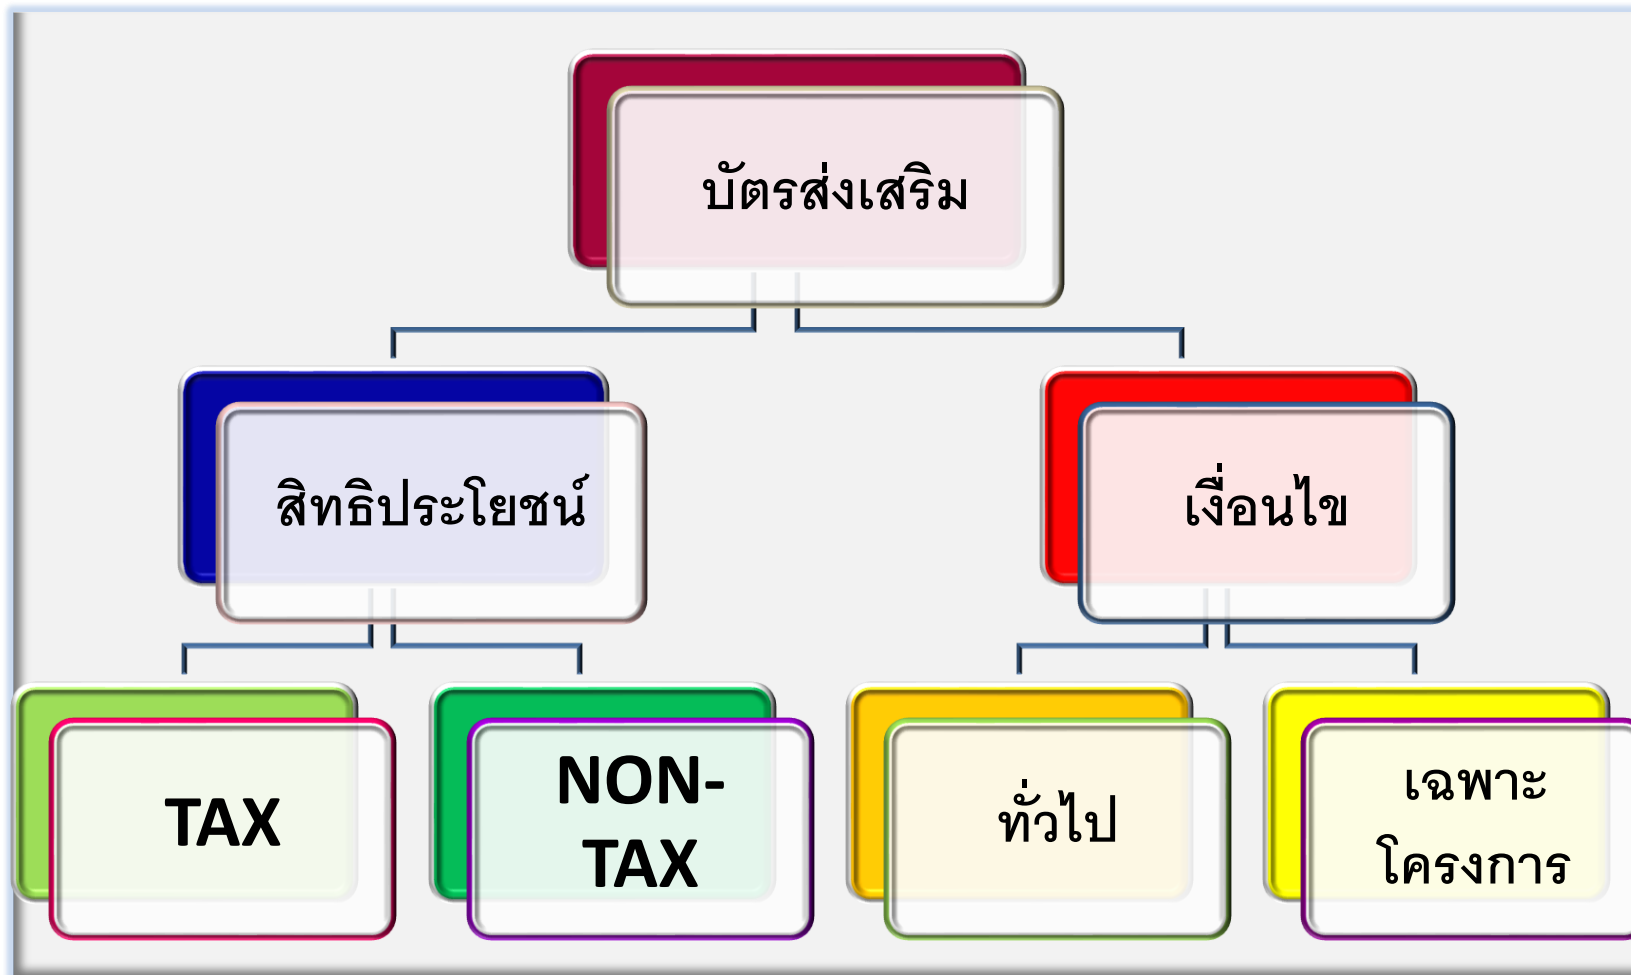 บัตรส่งเสริม
สิทธิประโยชน์
เงื่อนไข
TAX
NON-
TAX
ทั่วไป
เฉพาะ
โครงการ